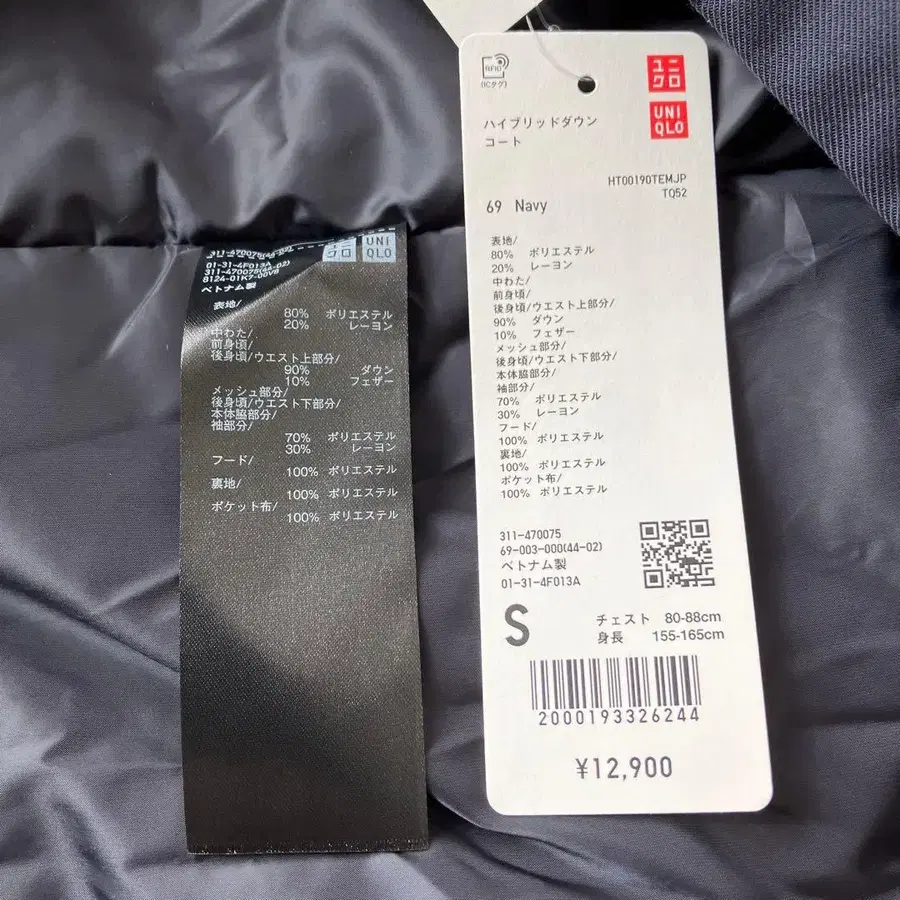 RFID
(ICタグ)
ユニ
クロ
UNI
QLO
ハイブリッドダウン
コート
HT00190TEMJP
TQ52
69 Navy
表地/
80% ポリエステル
20% レーヨン
中わた/
前身頃/
後身頃/ウエスト上部分/
90% ダウン
10% フェザー
メッシュ部分/
後身頃/ウエスト下部分/
本体脇部分/
袖部分/
70% ポリエステル
30% レーヨン
フード/
100% ポリエステル
裏地/
100% ポリエステル
ポケット布/
100% ポリエステル
311-470075
69-003-000(44-02)
ベトナム製
01-31-4F013A
S
チェスト 80-88cm
身長 155-165cm
2000193326244
¥12,900
ユニ
クロ
UNI
QLO
01-31-4F013A
311-470075(44-02)
8124-01K7-00V8
ベトナム製
表地/
80% ポリエステル
20% レーヨン
中わた/
前身頃/
後身頃/ウエスト上部分/
90% ダウン
10% フェザー
メッシュ部分/
後身頃/ウエスト下部分/
本体脇部分/
袖部分/
70% ポリエステル
30% レーヨン
フード/
100% ポリエステル
裏地/
100% ポリエステル
ポケット布/
100% ポリエステル